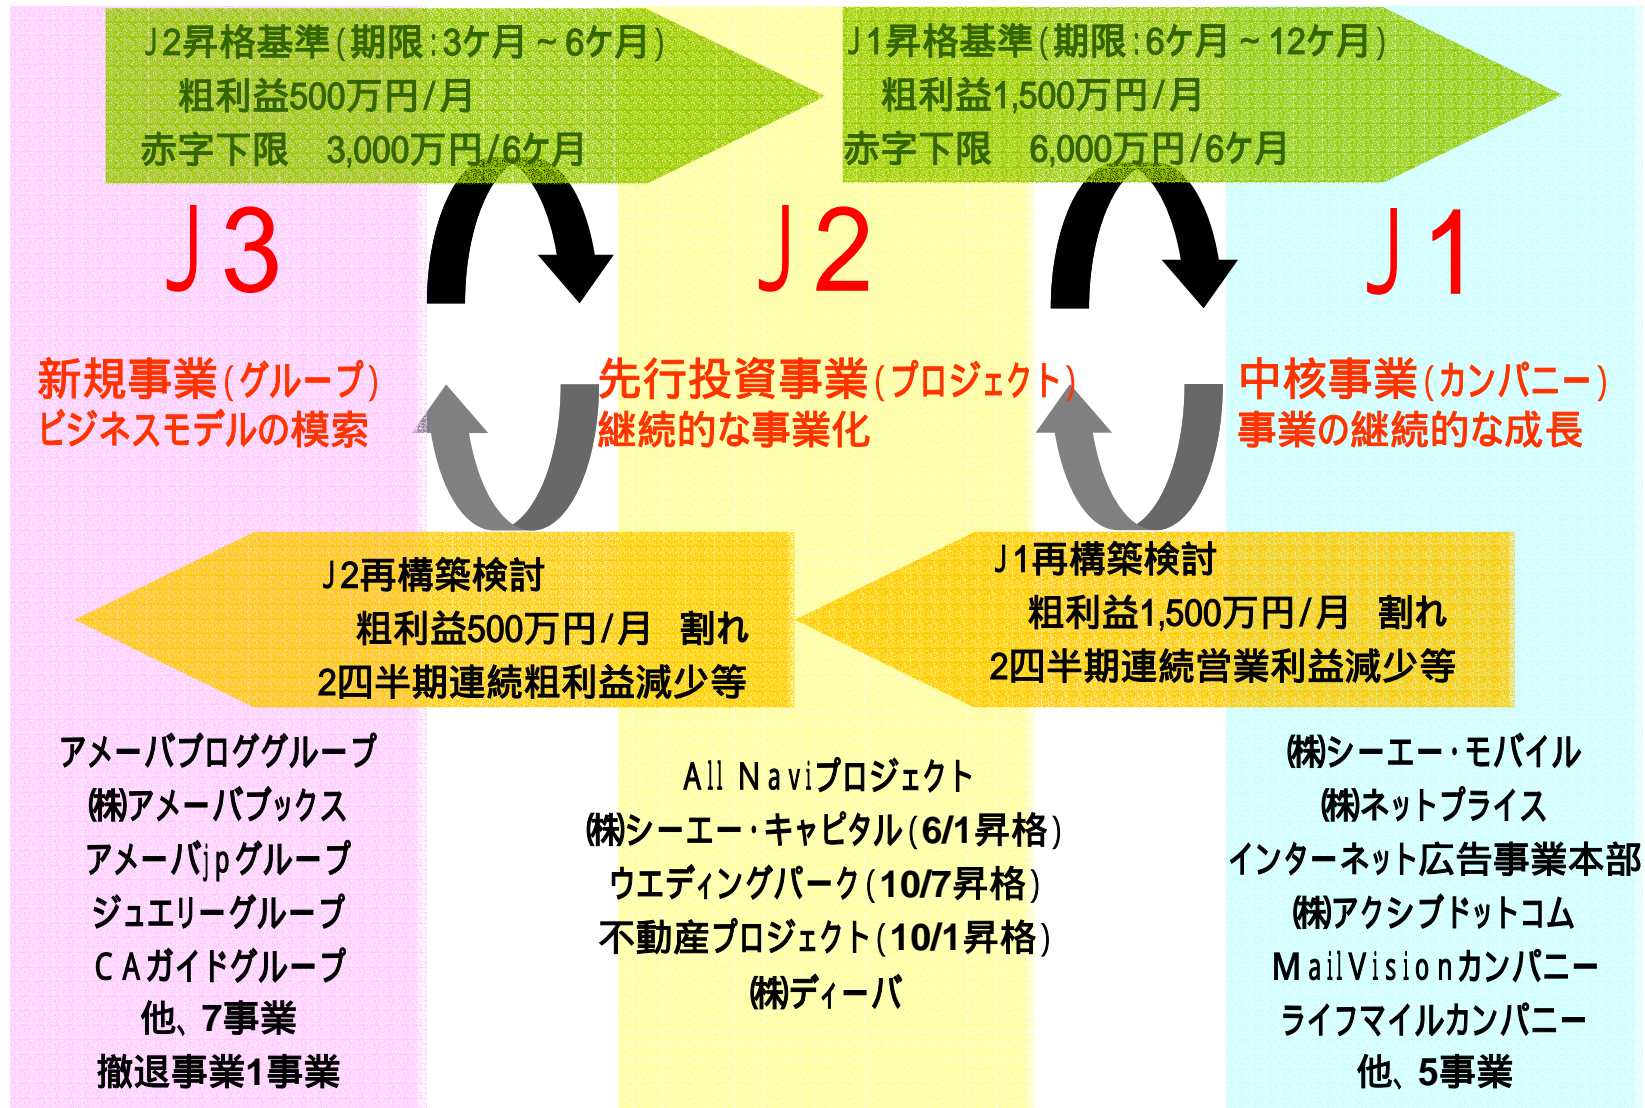 J2昇格基準(期限:3ケ月～6ケ月)
粗利益500万円/月
赤字下限　3,000万円/6ケ月
J1昇格基準(期限:6ケ月～12ケ月)
粗利益1,500万円/月
赤字下限　6,000万円/6ケ月
J3
J2
J1
新規事業(グループ)
ビジネスモデルの模索
先行投資事業(プロジェクト)
継続的な事業化
中核事業(カンパニー)
事業の継続的な成長
J2再構築検討
粗利益500万円/月　割れ
2四半期連続粗利益減少等
J1再構築検討
粗利益1,500万円/月　割れ
2四半期連続営業利益減少等
アメーバブログググループ
㈱アメーバブックス
アメーバjpグループ
ジュエリーグループ
CAガイドグループ
他、7事業
撤退事業1事業
All Naviプロジェクト
㈱シーエー・キャピタル(6/1昇格)
ウエディングパーク(10/7昇格)
不動産プロジェクト(10/1昇格)
㈱ディーバ
㈱シーエー・モバイル
㈱ネットプライス
インターネット広告事業本部
㈱アクシブドットコム
MailVisionカンパニー
ライフマイルカンパニー
他、5事業